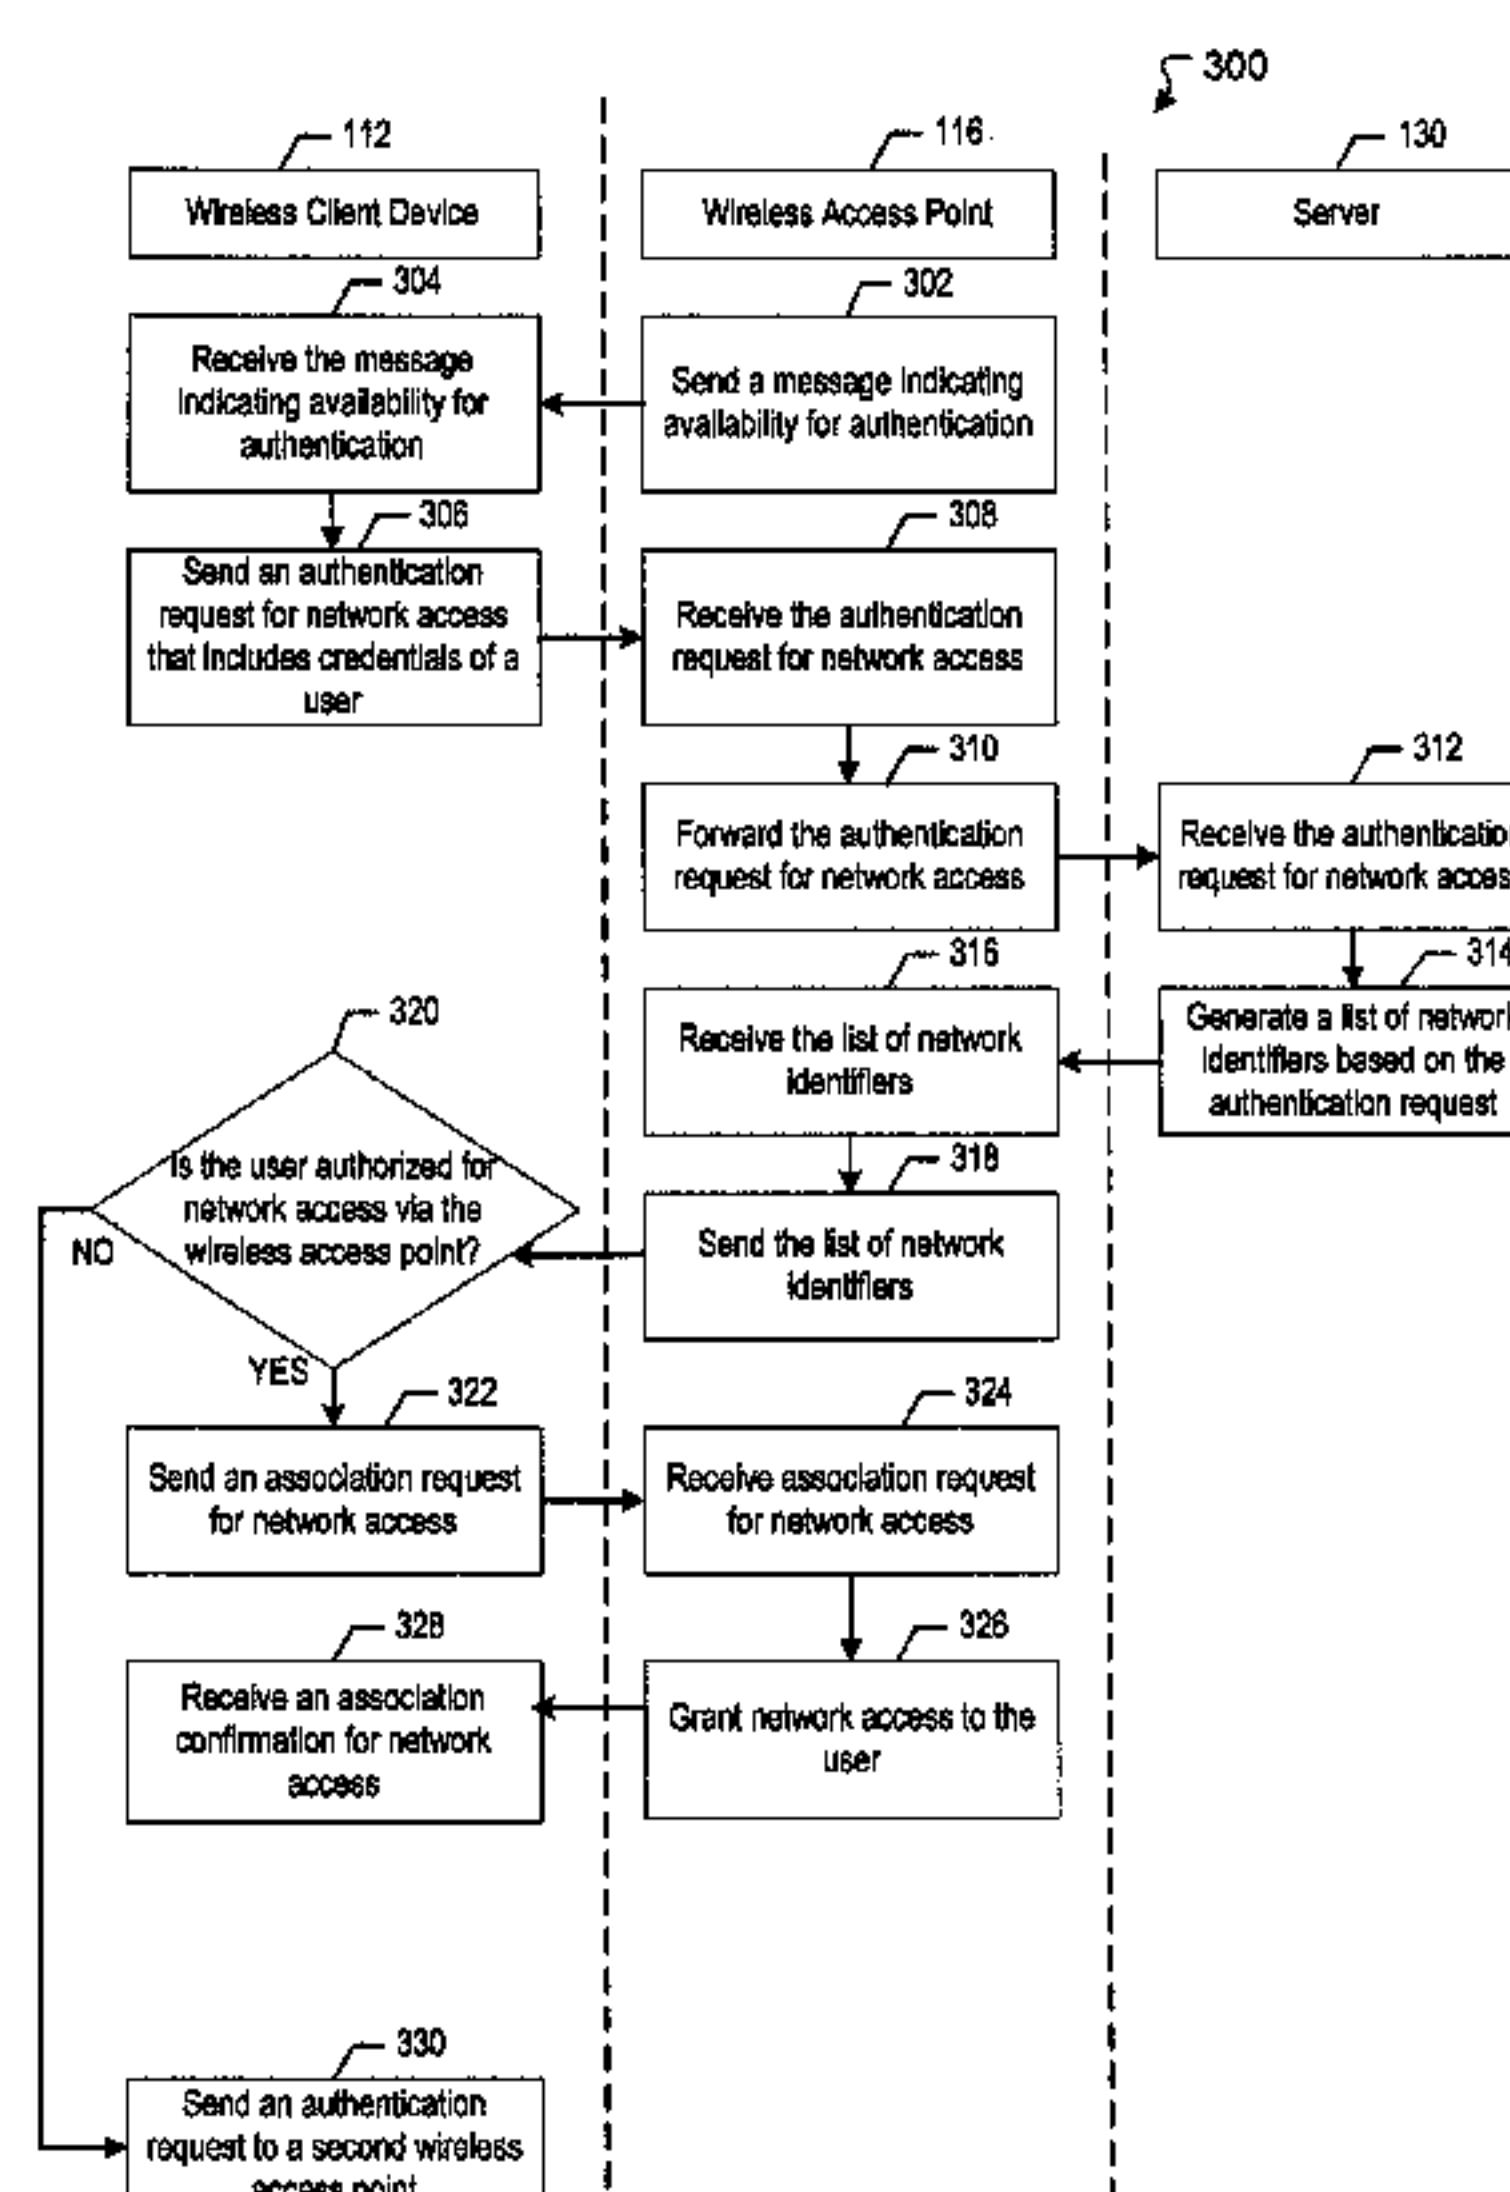 300
112
116
130
Wireless Client Device
Wireless Access Point
Server
304
302
Receive the message
indicating availability for
authentication
Send a message indicating
availability for authentication
306
308
Send an authentication
request for network access
that includes credentials of a
user
Receive the authentication
request for network access
310
312
Forward the authentication
request for network access
Receive the authenticatio
request for network acces
316
314
Receive the list of network
identifiers
Generate a list of network
identifiers based on the
authentication request
320
318
Is the user authorized for
network access via the
wireless access point?
NO
YES
Send the list of network
identifiers
322
324
Send an association request
for network access
Receive association request
for network access
328
326
Receive an association
confirmation for network
access
Grant network access to the
user
330
Send an authentication
request to a second wireless
access point